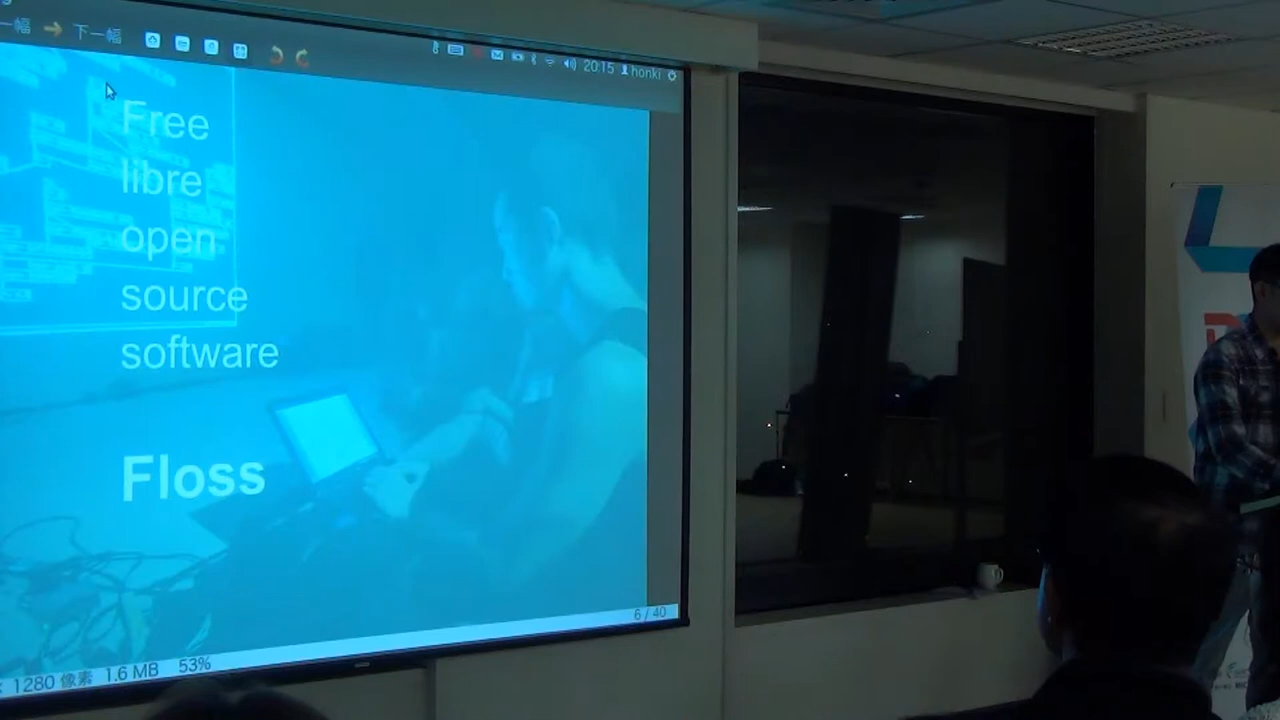 一幅 下一幅
20:15 honki
Free
libre
open
source
software
Floss
6 / 40
1280 像素 1.6 MB 53%